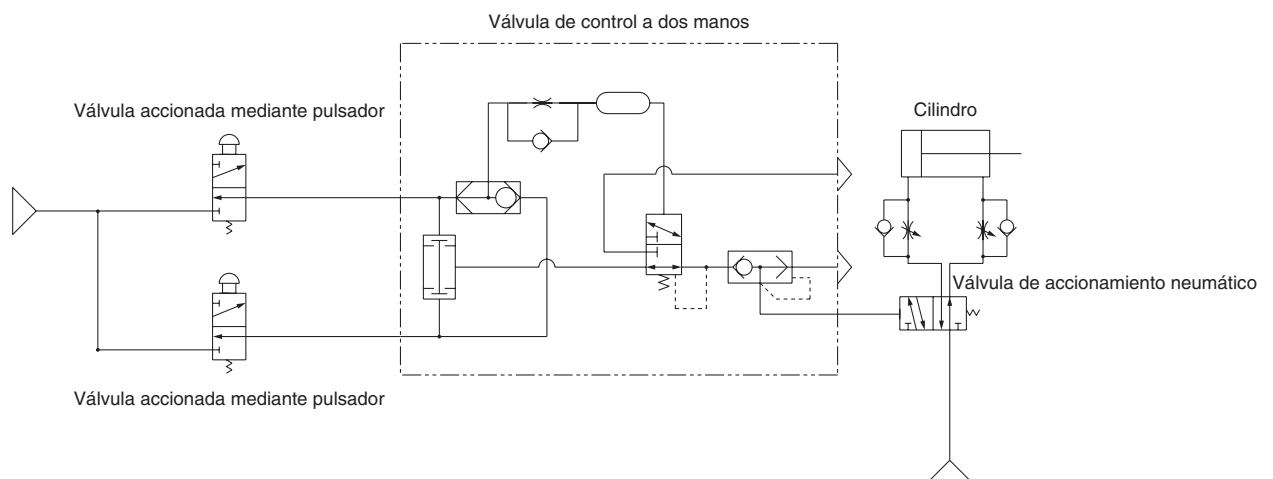 Válvula de control a dos manos
Válvula accionada mediante pulsador
Cilindro
Válvula de accionamiento neumático
Válvula accionada mediante pulsador